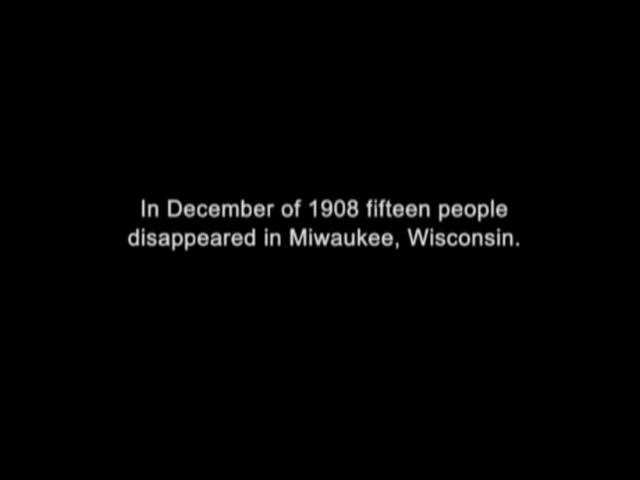 In December of 1908 fifteen people
disappeared in Miwaukee, Wisconsin.